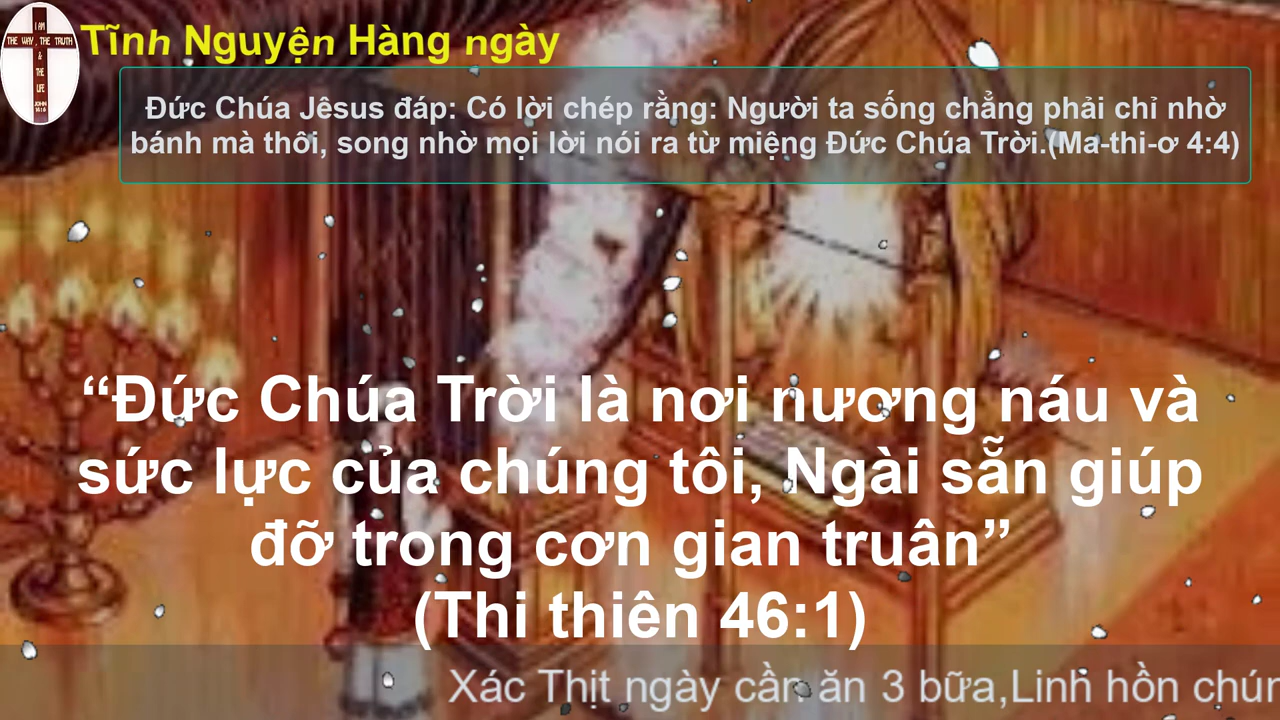 I AM
THE WAY, THE TRUTH
&
THE
LIFE
JOHN
Tĩnh Nguyện Hàng ngày
Đức Chúa Jêsus đáp: Có lời chép rằng: Người ta sống chẳng phải chỉ nhờ
bánh mà thôi, song nhờ mọi lời nói ra từ miệng Đức Chúa Trời.(Ma-thi-ơ 4:4)
“Đức Chúa Trời là nơi nương náu và
sức lực của chúng tôi, Ngài sẵn giúp
đỡ trong cơn gian truân”
(Thi thiên 46:1)
Xác Thịt ngày cần ăn 3 bữa,Linh hồn